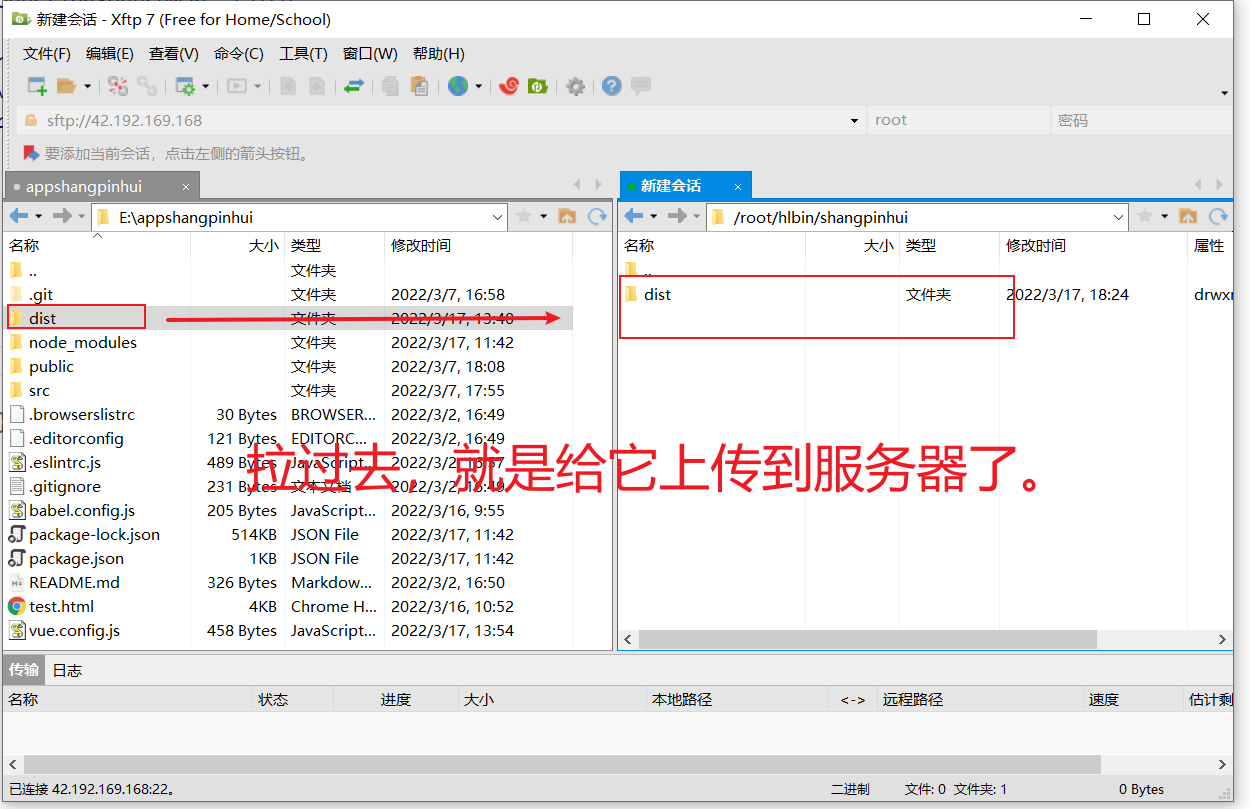 新建会话 - Xftp 7 (Free for Home/School)
文件(F) 编辑(E) 查看(V) 命令(C) 工具(T) 窗口(W) 帮助(H)
sftp://42.192.169.168 root 密码
要添加当前会话，点击左侧的箭头按钮。
appshangpinhui × 新建会话 ×
E:\appshangpinhui /root/hlbin/shangpinhui
名称 大小 类型 修改时间 名称 大小 类型 修改时间 属性
.. 文件夹 ..
.git 文件夹 2022/3/7, 16:58 dist 文件夹 2022/3/17, 18:24 drwx
dist 文件夹 2022/3/17, 13:40
node_modules 文件夹 2022/3/17, 11:42
public 文件夹 2022/3/7, 18:08
src 文件夹 2022/3/7, 17:55
.browserslistrc 30 Bytes BROWSER... 2022/3/2, 16:49
.editorconfig 121 Bytes EDITORC... 2022/3/2, 16:49
.eslintrc.js 489 Bytes JavaScript... 2022/3/2, 16:57
拉过去，就是给它上传到服务器了。
.gitignore 231 Bytes 文本文档 2022/3/2, 16:49
babel.config.js 205 Bytes JavaScript... 2022/3/16, 9:55
package-lock.json 514KB JSON File 2022/3/17, 11:42
package.json 1KB JSON File 2022/3/17, 11:42
README.md 326 Bytes Markdow... 2022/3/2, 16:50
test.html 4KB Chrome H... 2022/3/16, 10:52
vue.config.js 458 Bytes JavaScript... 2022/3/17, 13:54
传输 日志
名称 状态 进度 大小 本地路径 <-> 远程路径 速度 估计剩
已连接 42.192.169.168:22。 二进制 文件: 0 文件夹: 1 0 Bytes